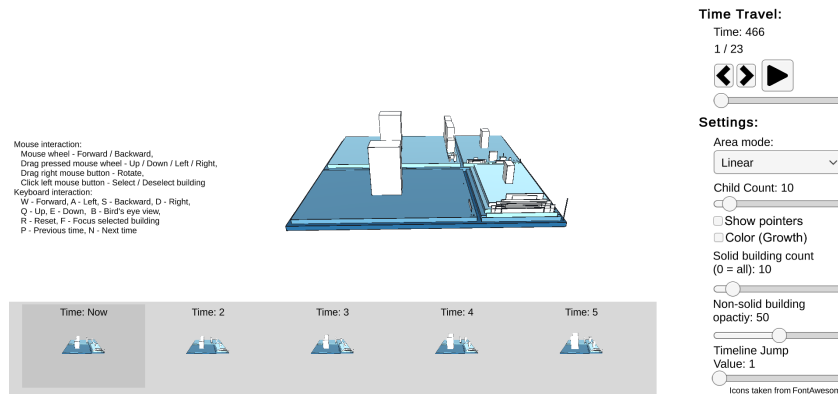 Time Travel:
Time: 466
1 / 23
Settings:
Area mode:
Linear
Child Count: 10
Show pointers
Color (Growth)
Solid building count
(0 = all): 10
Non-solid building
opactiy: 50
Timeline Jump
Value: 1
Icons taken from FontAwesom
Mouse interaction:
Mouse wheel - Forward / Backward,
Drag pressed mouse wheel - Up / Down / Left / Right,
Drag right mouse button - Rotate,
Click left mouse button - Select / Deselect building
Keyboard interaction:
W - Forward, A - Left, S - Backward, D - Right,
Q - Up, E - Down,  B - Bird's eye view,
R - Reset, F - Focus selected building
P - Previous time, N - Next time
Time: Now
Time: 2
Time: 3
Time: 4
Time: 5